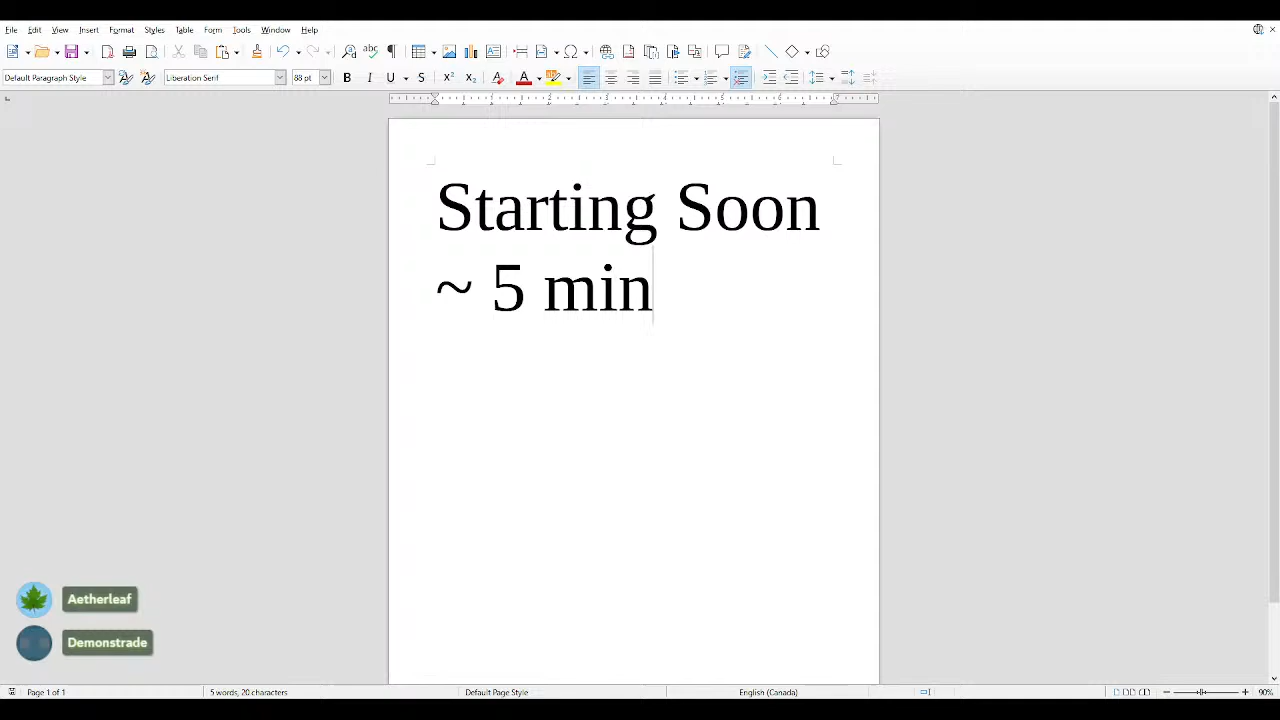 File Edit View Insert Format Styles Table Form Tools Window Help
Default Paragraph Style Liberation Serif 88 pt
Starting Soon
~ 5 min
Aetherleaf
Demonstrade
Page 1 of 1 5 words, 20 characters Default Page Style English (Canada) 90%